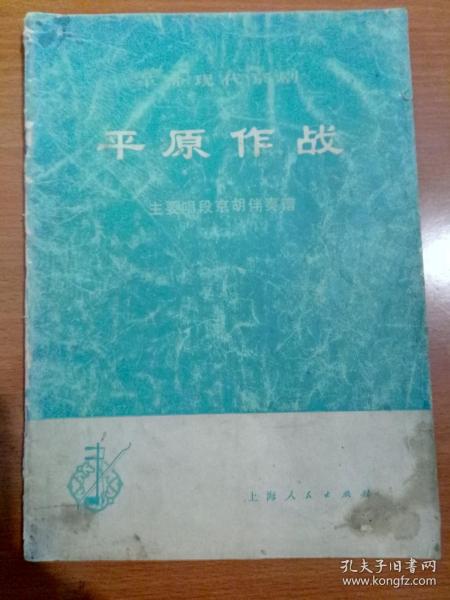 革命现代京剧
平原作战
主要唱段京胡伴奏谱
上海人民出版社
孔夫子旧书网
www.kongfz.com